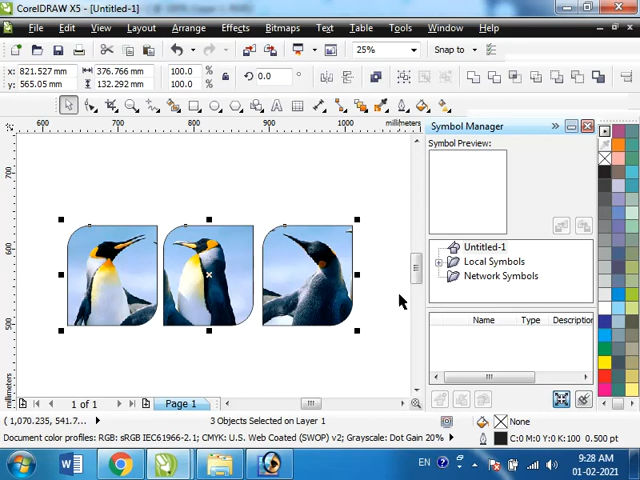 CorelDRAW X5 - [Untitled-1]
File Edit View Layout Arrange Effects Bitmaps Text Table Tools Window Help
25% Snap to
x: 821.527 mm 376.766 mm 100.0 % 0.0
y: 565.05 mm 132.292 mm 100.0 %
600 700 800 900 1000 millimeters
Symbol Manager
Symbol Preview:
Untitled-1
Local Symbols
Network Symbols
Name Type Description
700
600
500
millimeters
1 of 1 Page 1
( 1,070.235, 541.7... 3 Objects Selected on Layer 1 None
Document color profiles: RGB: sRGB IEC61966-2.1; CMYK: U.S. Web Coated (SWOP) v2; Grayscale: Dot Gain 20% C:0 M:0 Y:0 K:100 0.500 pt
EN 9:28 AM
01-02-2021